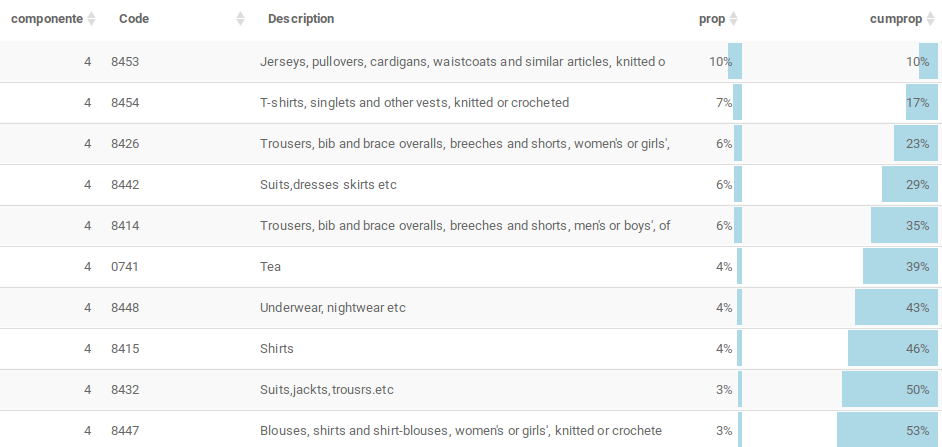 componente Code Description prop cumprop
4 8453 Jerseys, pullovers, cardigans, waistcoats and similar articles, knitted o 10% 10%
4 8454 T-shirts, singlets and other vests, knitted or crocheted 7% 17%
4 8426 Trousers, bib and brace overalls, breeches and shorts, women's or girls', 6% 23%
4 8442 Suits,dresses skirts etc 6% 29%
4 8414 Trousers, bib and brace overalls, breeches and shorts, men's or boys', of 6% 35%
4 0741 Tea 4% 39%
4 8448 Underwear, nightwear etc 4% 43%
4 8415 Shirts 4% 46%
4 8432 Suits,jackts,trousrs.etc 3% 50%
4 8447 Blouses, shirts and shirt-blouses, women's or girls', knitted or crochete 3% 53%